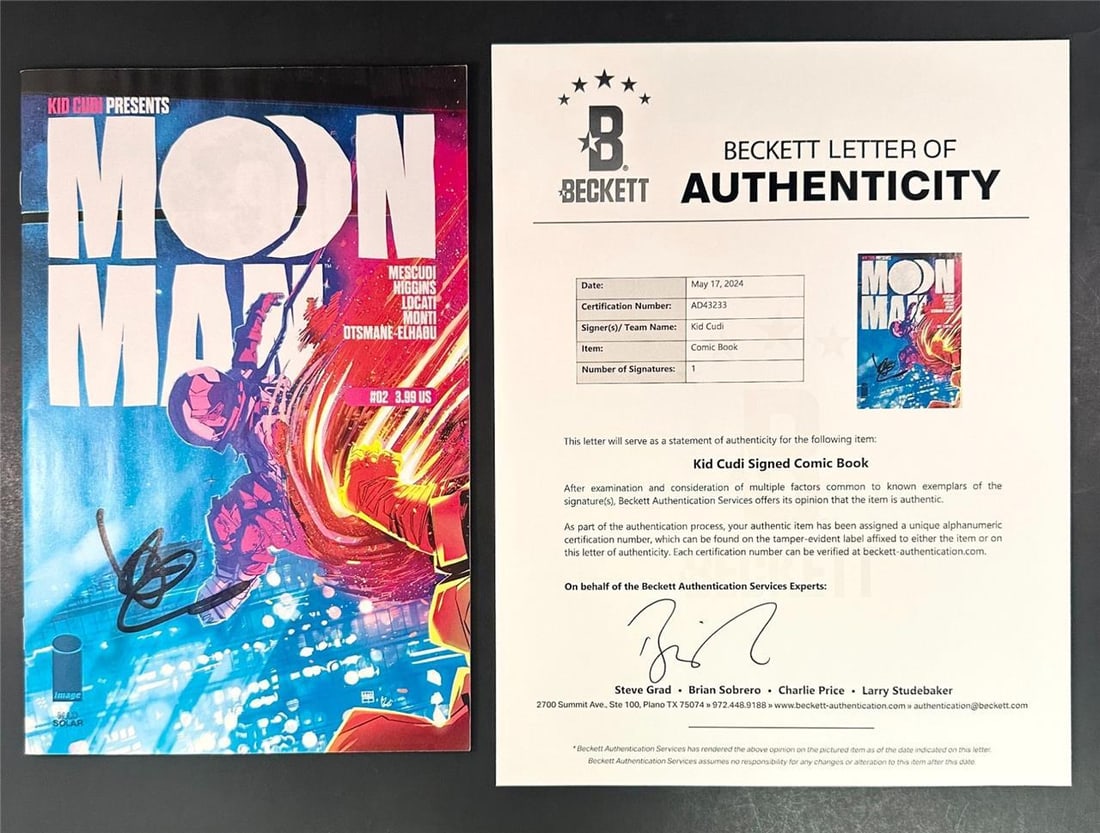 KID CUDI PRESENTS
MOON
MAN
MESCUDI
HIGGINS
LOCATI
MONTI
OTSMANE-ELHAOU
#02 3.99 US
image
SOLAR
B
BECKETT
BECKETT LETTER OF
AUTHENTICITY
Date: May 17, 2024
Certification Number: AD43233
Signer(s)/ Team Name: Kid Cudi
Item: Comic Book
Number of Signatures: 1
KID CUDI PRESENTS
MOON
MAN
This letter will serve as a statement of authenticity for the following item:
Kid Cudi Signed Comic Book
After examination and consideration of multiple factors common to known exemplars of the
signature(s), Beckett Authentication Services offers its opinion that the item is authentic.
As part of the authentication process, your authentic item has been assigned a unique alphanumeric
certification number, which can be found on the tamper-evident label affixed to either the item or on
this letter of authenticity. Each certification number can be verified at beckett-authentication.com.
On behalf of the Beckett Authentication Services Experts:
Steve Grad • Brian Sobrero • Charlie Price • Larry Studebaker
2700 Summit Ave., Ste 100, Plano TX 75074 » 972.448.9188 » www.beckett-authentication.com » authentication@beckett.com
* Beckett Authentication Services has rendered the above opinion on the pictured item as of the date indicated on this letter.
Beckett Authentication Services assumes no responsibility for any changes or alteration to this item after this date.